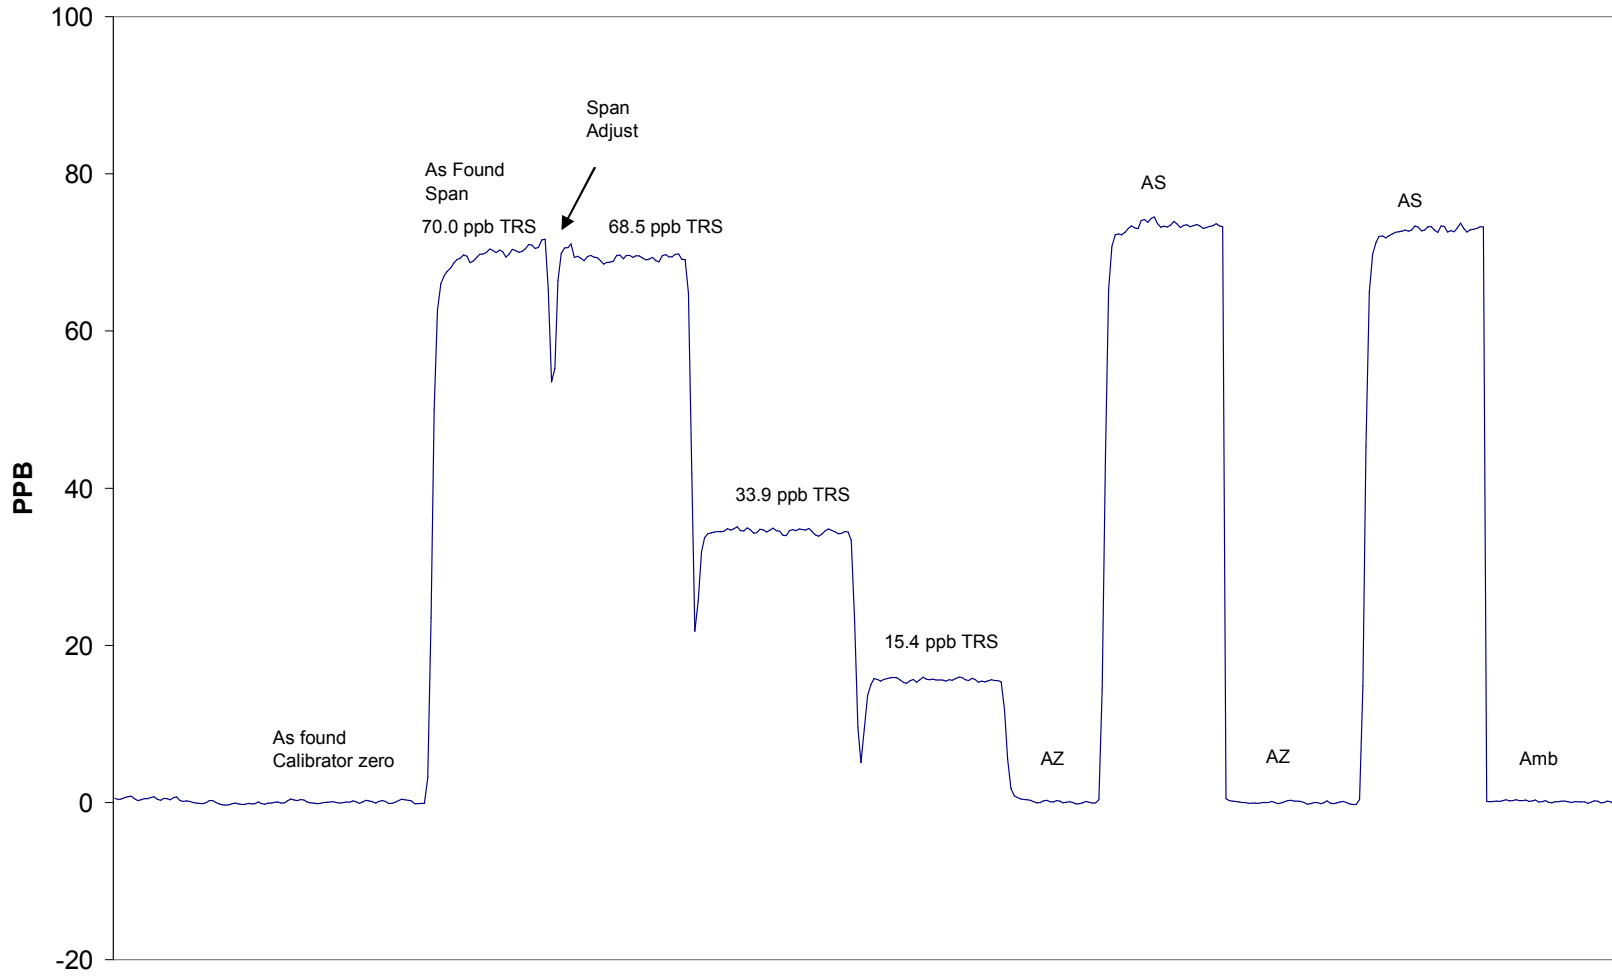 100
80
60
40
20
0
-20
PPB
Span
Adjust
As Found
Span
70.0 ppb TRS
68.5 ppb TRS
33.9 ppb TRS
15.4 ppb TRS
As found
Calibrator zero
AZ
AS
AZ
AS
Amb